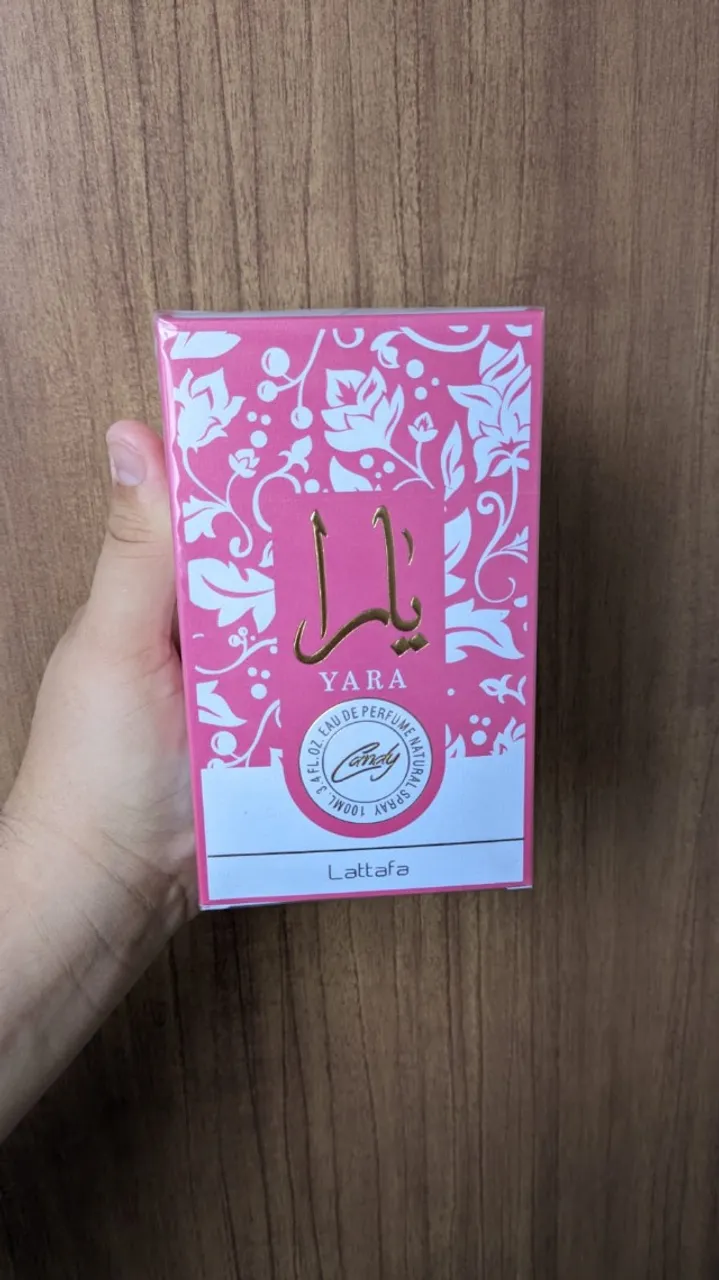 يارا
YARA
100ML. 3.4 FL.OZ. EAU DE PERFUME NATURAL SPRAY
Candy
Lattafa